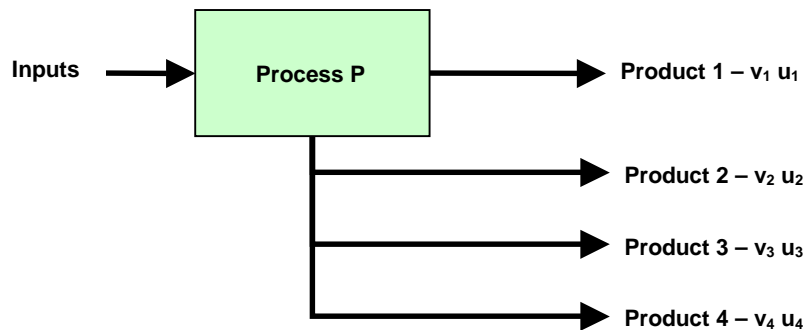 Inputs
Process P
Product 1 – v₁ u₁
Product 2 – v₂ u₂
Product 3 – v₃ u₃
Product 4 – v₄ u₄